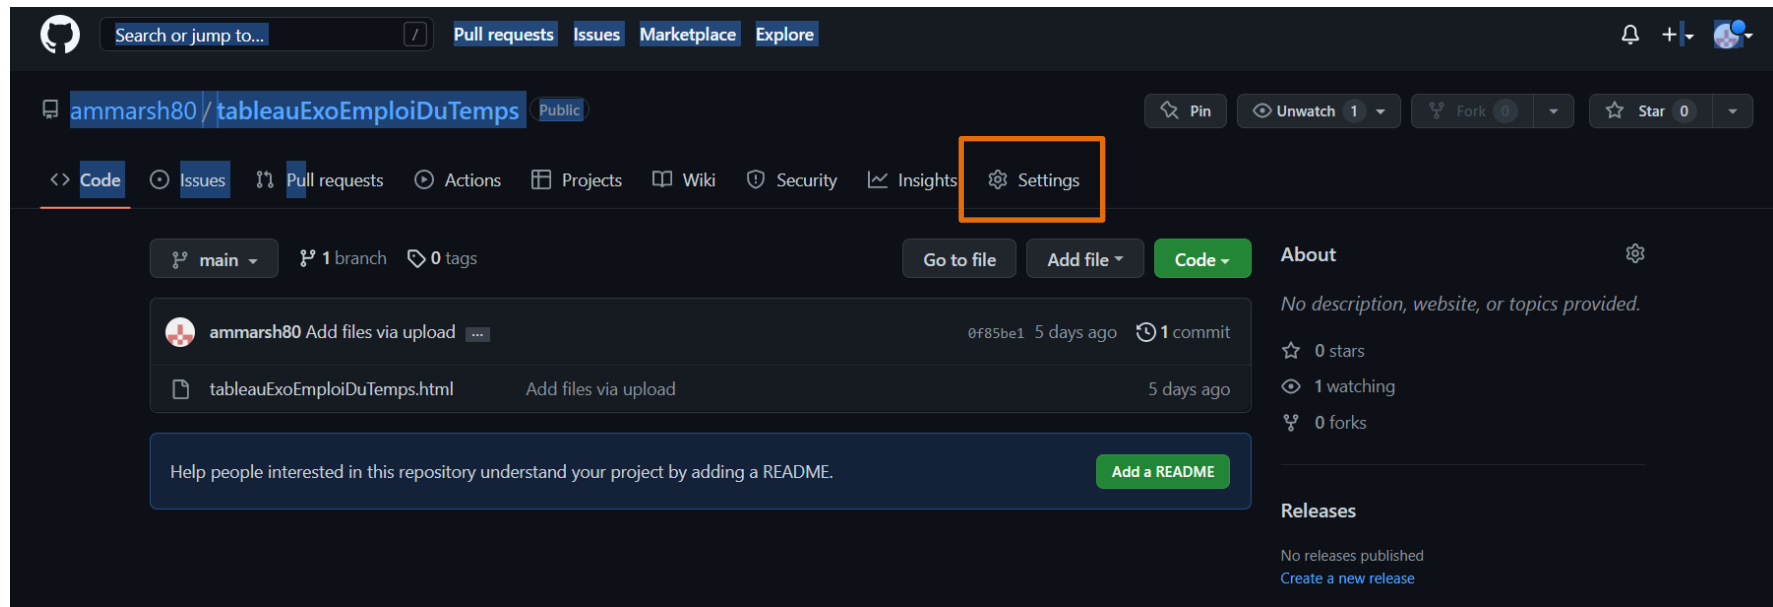 Search or jump to... / Pull requests Issues Marketplace Explore
ammarsh80 / tableauExoEmploiDuTemps Public Pin Unwatch 1 Fork 0 Star 0
Code Issues Pull requests Actions Projects Wiki Security Insights Settings
main 1 branch 0 tags Go to file Add file Code
ammarsh80 Add files via upload ... 0f85be1 5 days ago 1 commit
tableauExoEmploiDuTemps.html Add files via upload 5 days ago
Help people interested in this repository understand your project by adding a README. Add a README
About
No description, website, or topics provided.
0 stars
1 watching
0 forks
Releases
No releases published
Create a new release